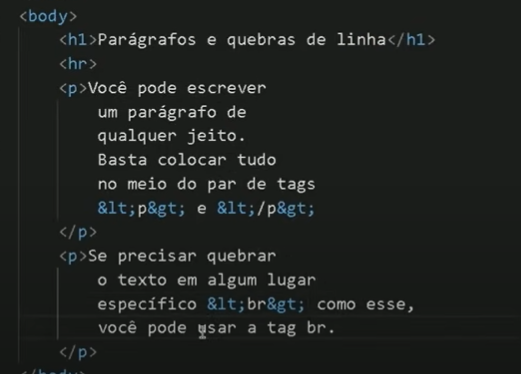 <body>
<h1>Parágrafos e quebras de linha</h1>
<hr>
<p>Você pode escrever
um parágrafo de
qualquer jeito.
Basta colocar tudo
no meio do par de tags
&lt;p&gt; e &lt;/p&gt;
</p>
<p>Se precisar quebrar
o texto em algum lugar
específico &lt;br&gt; como esse,
você pode usar a tag br.
</p>
</body>